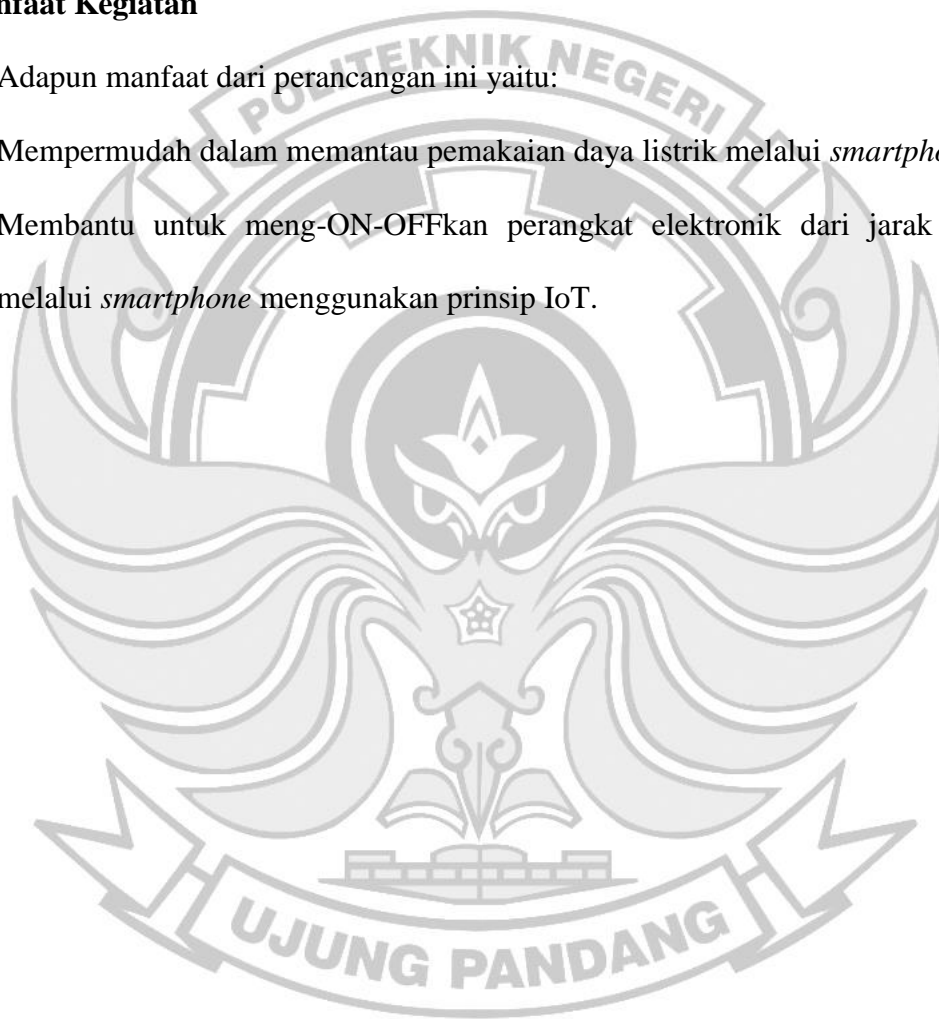 nfaat Kegiatan
POLITEKNIK NEGERI
Adapun manfaat dari perancangan ini yaitu:
Mempermudah dalam memantau pemakaian daya listrik melalui smartpho
Membantu untuk meng-ON-OFFkan perangkat elektronik dari jarak
melalui smartphone menggunakan prinsip IoT.
UJUNG PANDANG